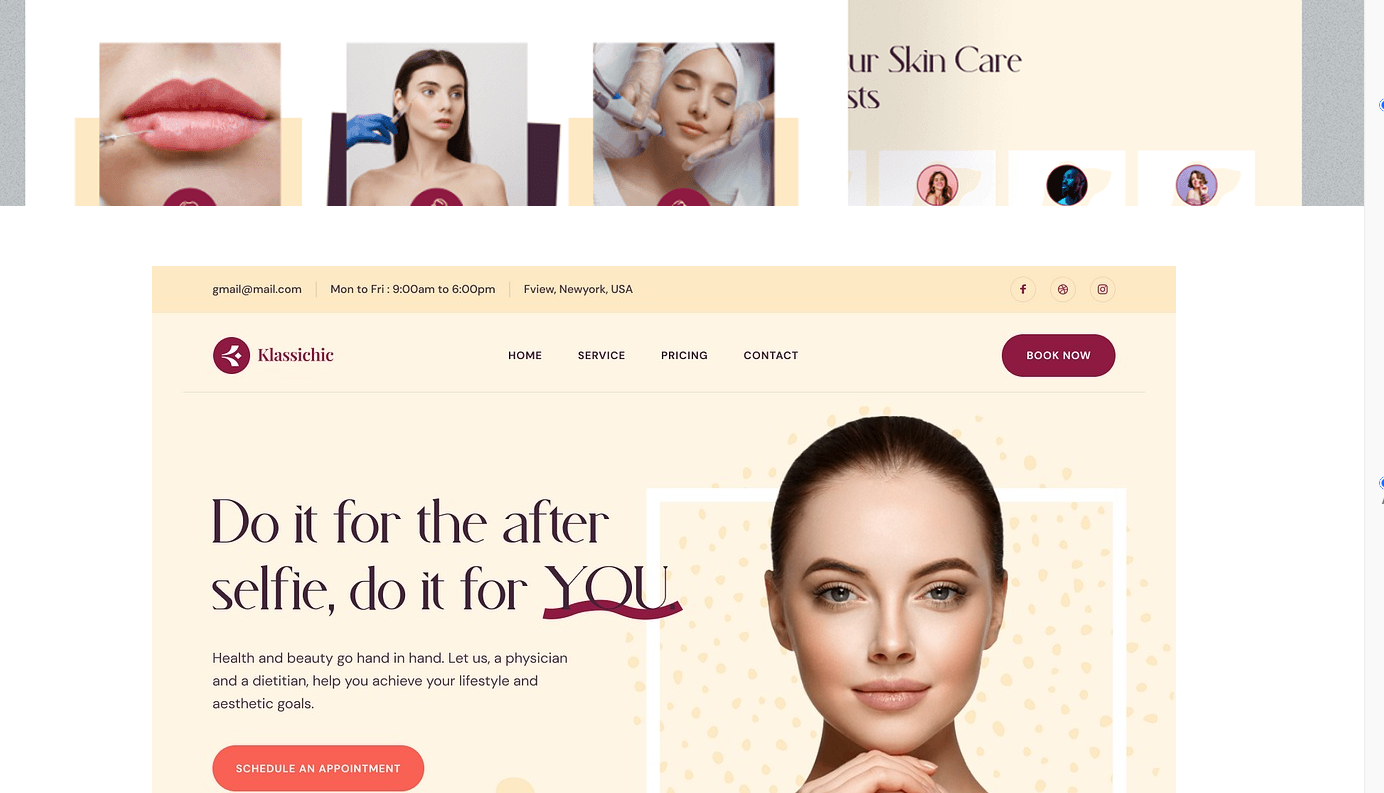 ur Skin Care
sts
gmail@mail.com
Mon to Fri : 9:00am to 6:00pm
Fview, Newyork, USA
Klassichic
HOME
SERVICE
PRICING
CONTACT
BOOK NOW
Do it for the after
selfie, do it for YOU.
Health and beauty go hand in hand. Let us, a physician
and a dietitian, help you achieve your lifestyle and
aesthetic goals.
SCHEDULE AN APPOINTMENT